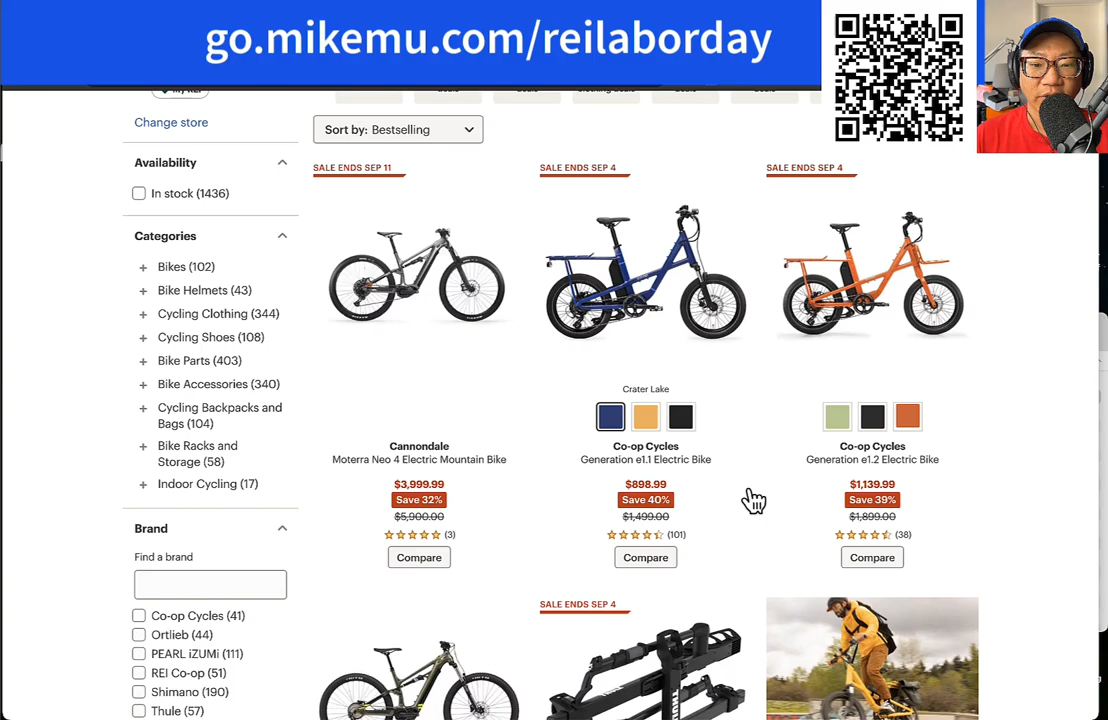 go.mikemu.com/reilaborday
My REI
Change store
deals
deals
clothing deals
deals
deals
Sort by: Bestselling
Availability
In stock (1436)
Categories
+ Bikes (102)
+ Bike Helmets (43)
+ Cycling Clothing (344)
+ Cycling Shoes (108)
+ Bike Parts (403)
+ Bike Accessories (340)
+ Cycling Backpacks and
Bags (104)
+ Bike Racks and
Storage (58)
+ Indoor Cycling (17)
Brand
Find a brand
Co-op Cycles (41)
Ortlieb (44)
PEARL iZUMi (111)
REI Co-op (51)
Shimano (190)
Thule (57)
SALE ENDS SEP 11
Cannondale
Moterra Neo 4 Electric Mountain Bike
$3,999.99
Save 32%
$5,900.00
(3)
Compare
SALE ENDS SEP 4
Crater Lake
Co-op Cycles
Generation e1.1 Electric Bike
$898.99
Save 40%
$1,499.00
(101)
Compare
SALE ENDS SEP 4
Co-op Cycles
Generation e1.2 Electric Bike
$1,139.99
Save 39%
$1,899.00
(38)
Compare
SALE ENDS SEP 4
THULE